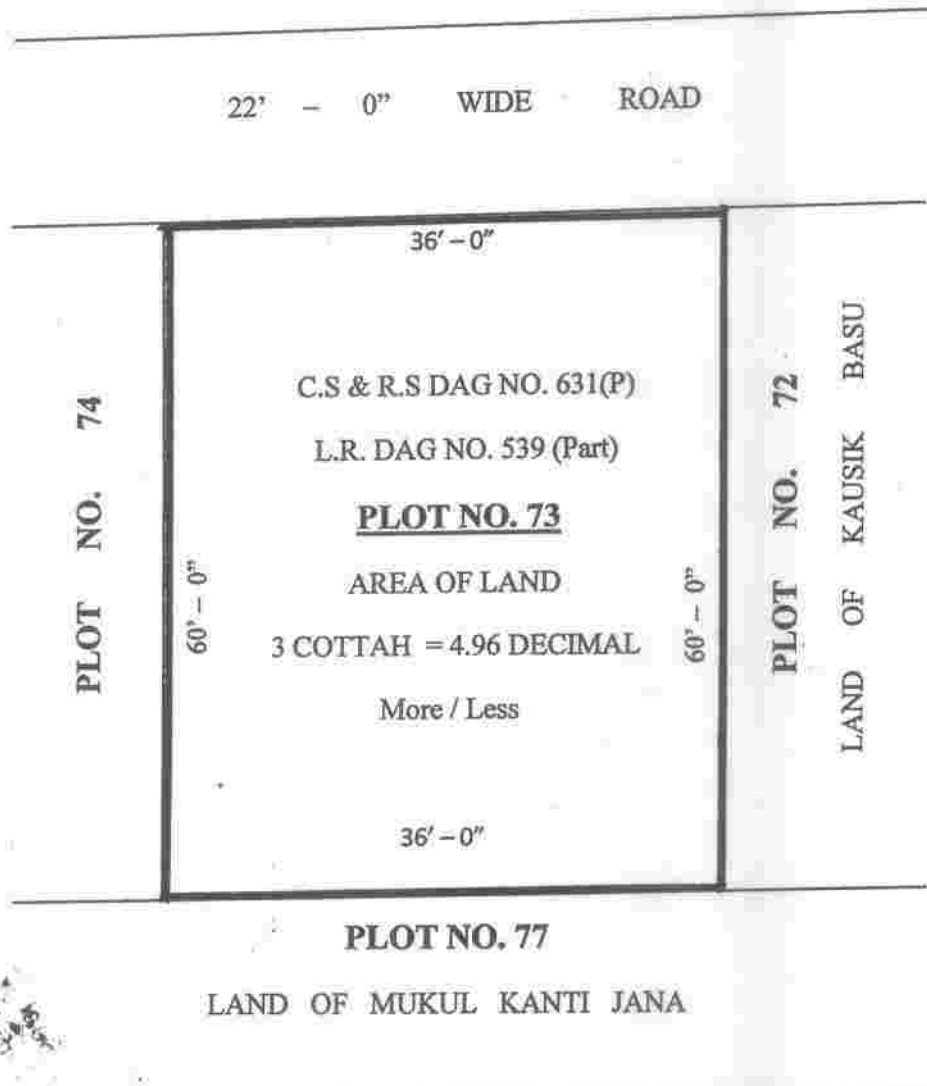 22’ – 0” WIDE ROAD
36′ – 0″
C.S & R.S DAG NO. 631(P)
L.R. DAG NO. 539 (Part)
PLOT NO. 73
AREA OF LAND
3 COTTAH = 4.96 DECIMAL
More / Less
36′ – 0″
PLOT NO. 74
60’ – 0”
60’ – 0”
PLOT NO. 72
LAND OF KAUSIK BASU
PLOT NO. 77
LAND OF MUKUL KANTI JANA